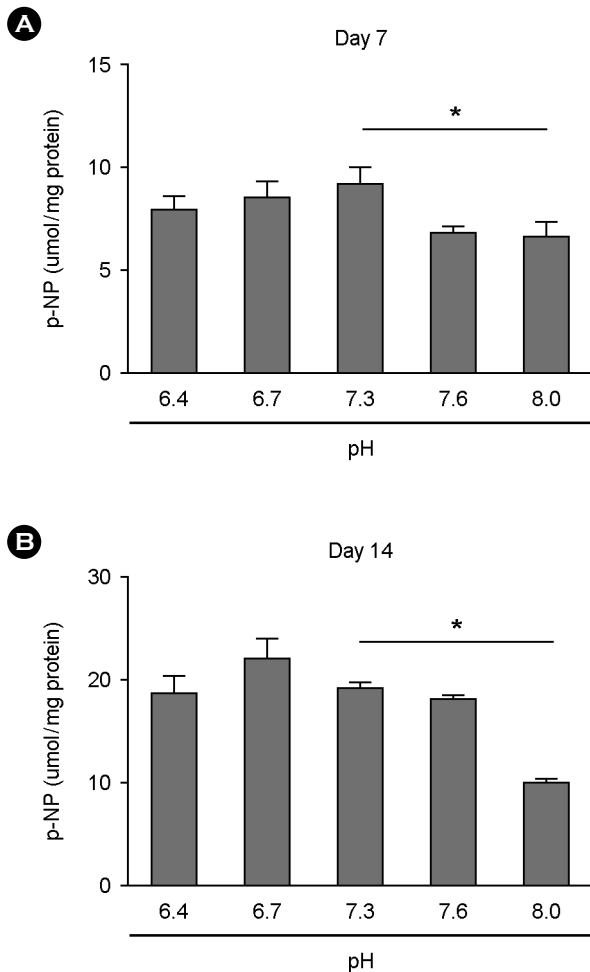 A
Day 7
p-NP (umol/mg protein)
15
10
5
0
*
6.4 6.7 7.3 7.6 8.0
pH
B
Day 14
p-NP (umol/mg protein)
30
20
10
0
*
6.4 6.7 7.3 7.6 8.0
pH